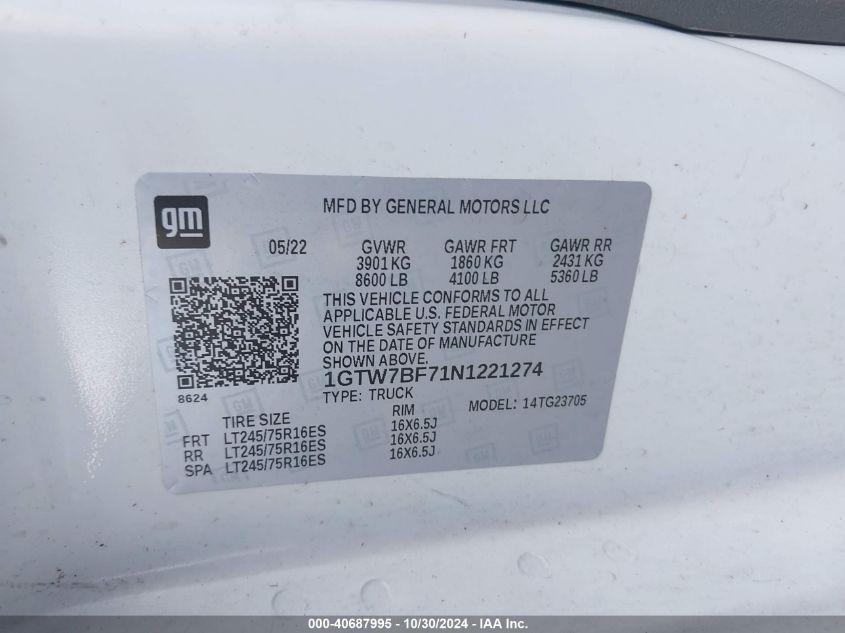 gm
MFD BY GENERAL MOTORS LLC
05/22 GVWR GAWR FRT GAWR RR
3901 KG 1860 KG 2431 KG
8600 LB 4100 LB 5360 LB
THIS VEHICLE CONFORMS TO ALL
APPLICABLE U.S. FEDERAL MOTOR
VEHICLE SAFETY STANDARDS IN EFFECT
ON THE DATE OF MANUFACTURE
SHOWN ABOVE.
8624
1GTW7BF71N1221274
TYPE: TRUCK MODEL: 14TG23705
TIRE SIZE RIM
FRT LT245/75R16ES 16X6.5J
RR LT245/75R16ES 16X6.5J
SPA LT245/75R16ES 16X6.5J
000-40687995 - 10/30/2024 - IAA Inc.